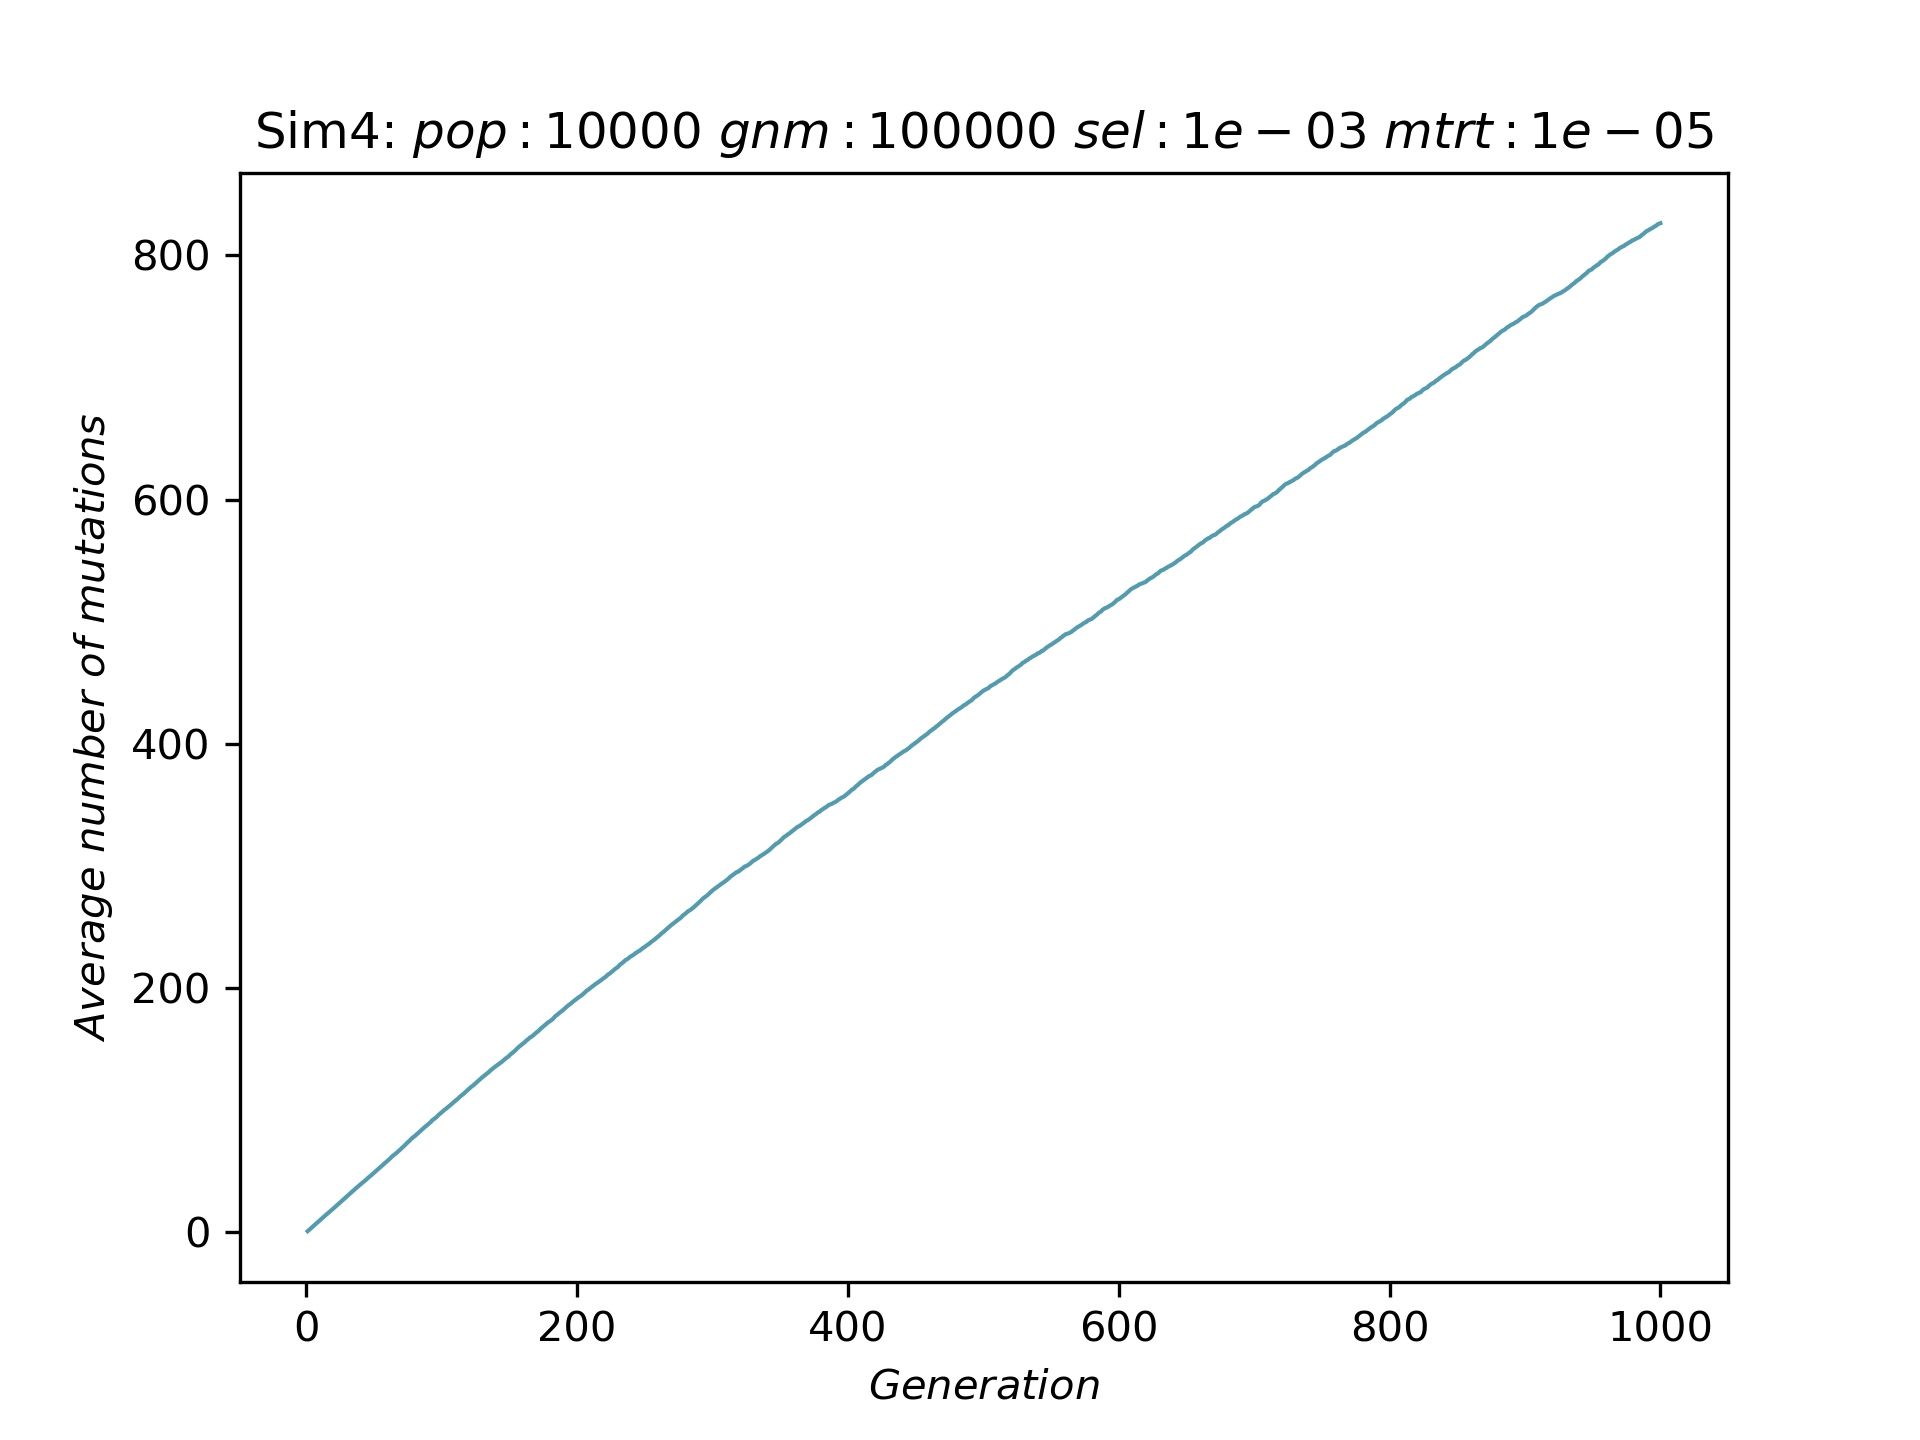 Sim4: pop : 10000 gnm : 100000 sel : 1e − 03 mtrt : 1e − 05
800
600
400
200
0
Average number of mutations
0 200 400 600 800 1000
Generation